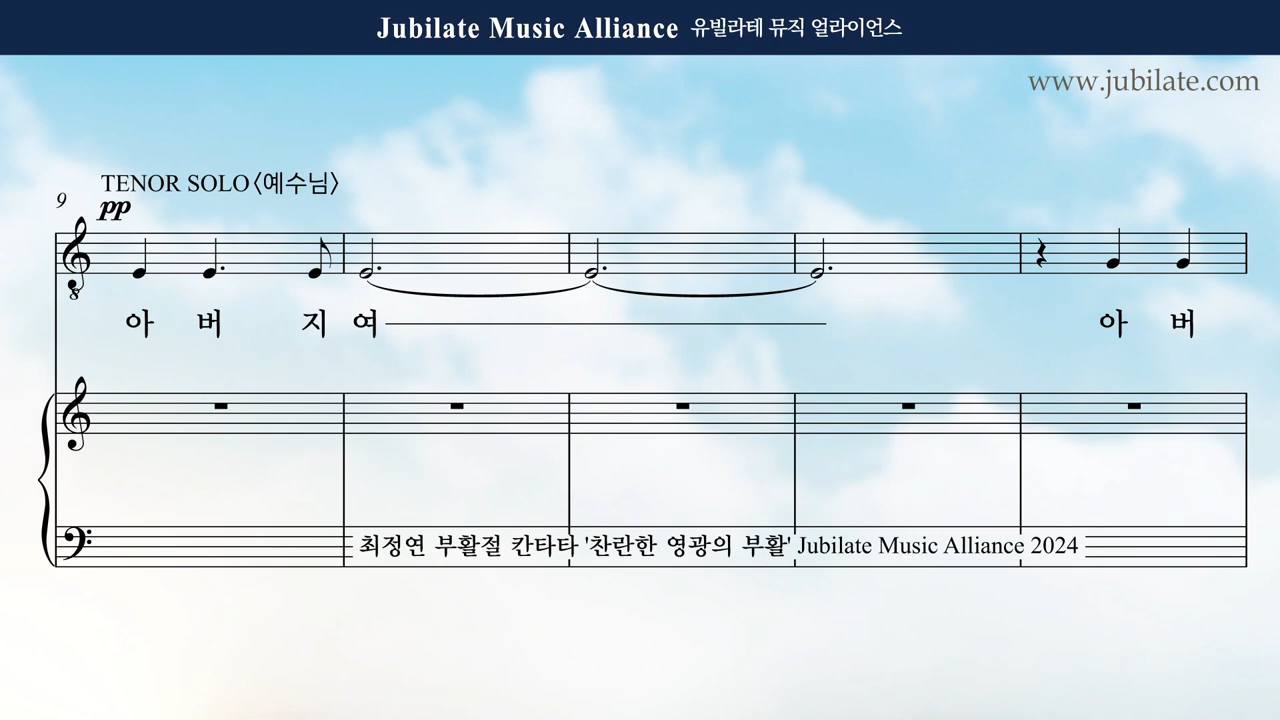 Jubilate Music Alliance 유빌라테 뮤직 얼라이언스
www.jubilate.com
TENOR SOLO〈예수님〉
9
pp
8
아 버 지 여 아 버
최정연 부활절 칸타타 '찬란한 영광의 부활' Jubilate Music Alliance 2024